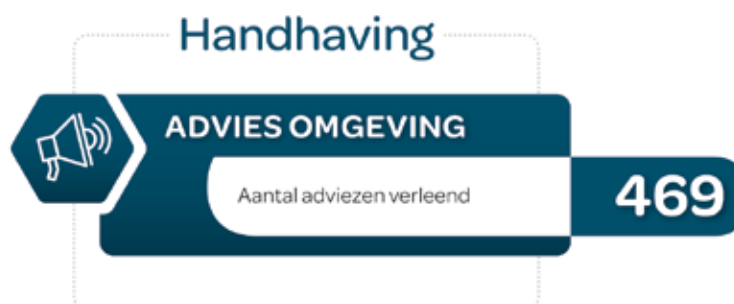 Handhaving
ADVIES OMGEVING
Aantal adviezen verleend
469